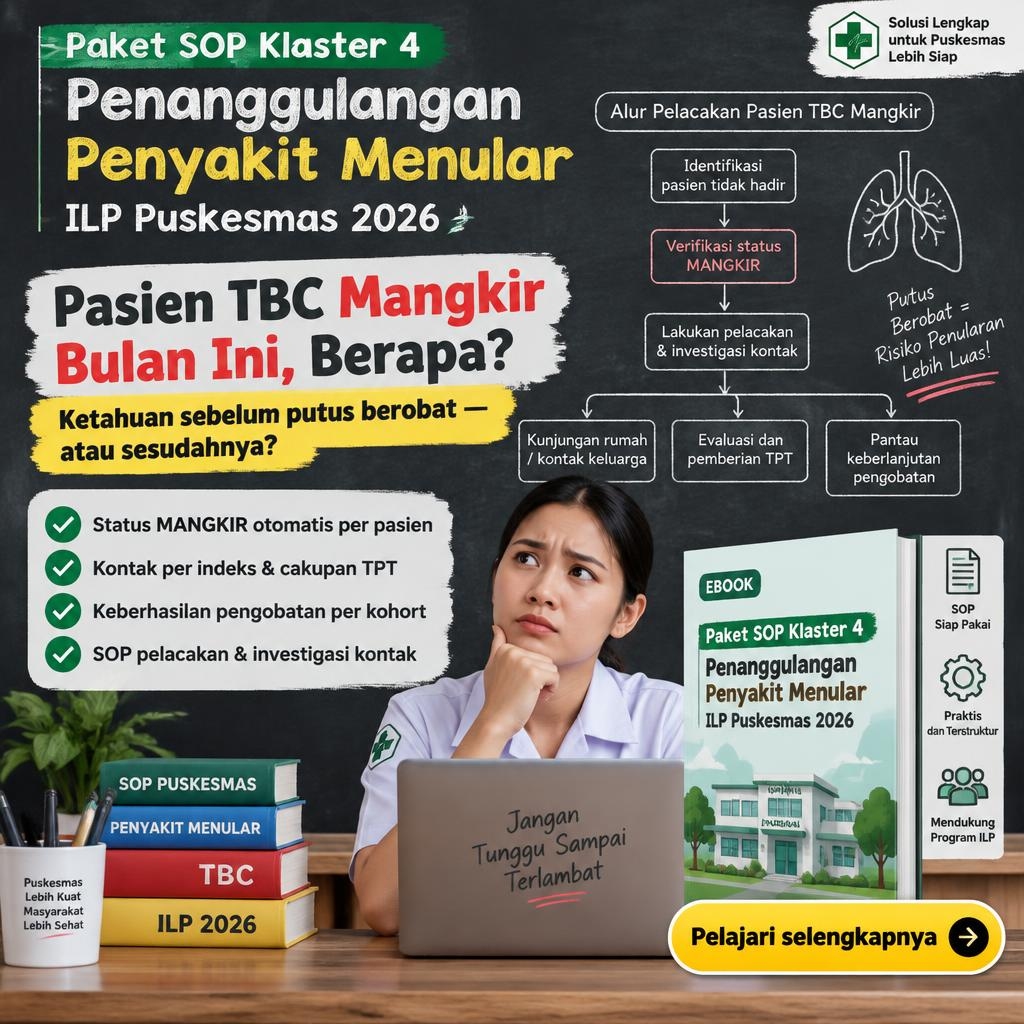 Paket SOP Klaster 4
Penanggulangan
Penyakit Menular
ILP Puskesmas 2026
Solusi Lengkap
untuk Puskesmas
Lebih Siap
Alur Pelacakan Pasien TBC Mangkir
Identifikasi
pasien tidak hadir
Verifikasi status
MANGKIR
Lakukan pelacakan
& investigasi kontak
Kunjungan rumah
/ kontak keluarga
Evaluasi dan
pemberian TPT
Pantau
keberlanjutan
pengobatan
Putus
Berobat =
Risiko Penularan
Lebih Luas!
Pasien TBC Mangkir
Bulan Ini, Berapa?
Ketahuan sebelum putus berobat —
atau sesudahnya?
Status MANGKIR otomatis per pasien
Kontak per indeks & cakupan TPT
Keberhasilan pengobatan per kohort
SOP pelacakan & investigasi kontak
SOP PUSKESMAS
PENYAKIT MENULAR
TBC
ILP 2026
Puskesmas
Lebih Kuat
Masyarakat
Lebih Sehat
Jangan
Tunggu Sampai
Terlambat
EBOOK
Paket SOP Klaster 4
Penanggulangan
Penyakit Menular
ILP Puskesmas 2026
SOP
Siap Pakai
Praktis
dan Terstruktur
Mendukung
Program ILP
Pelajari selengkapnya